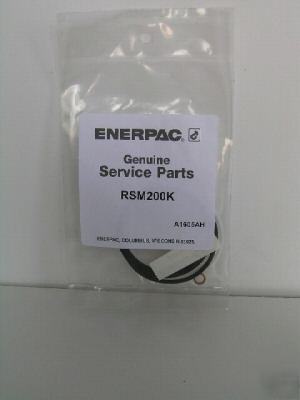 ENERPAC
Genuine
Service Parts
RSM200K
A1605AH
ENERPAC, COLUMBUS, WISCONSIN 53925